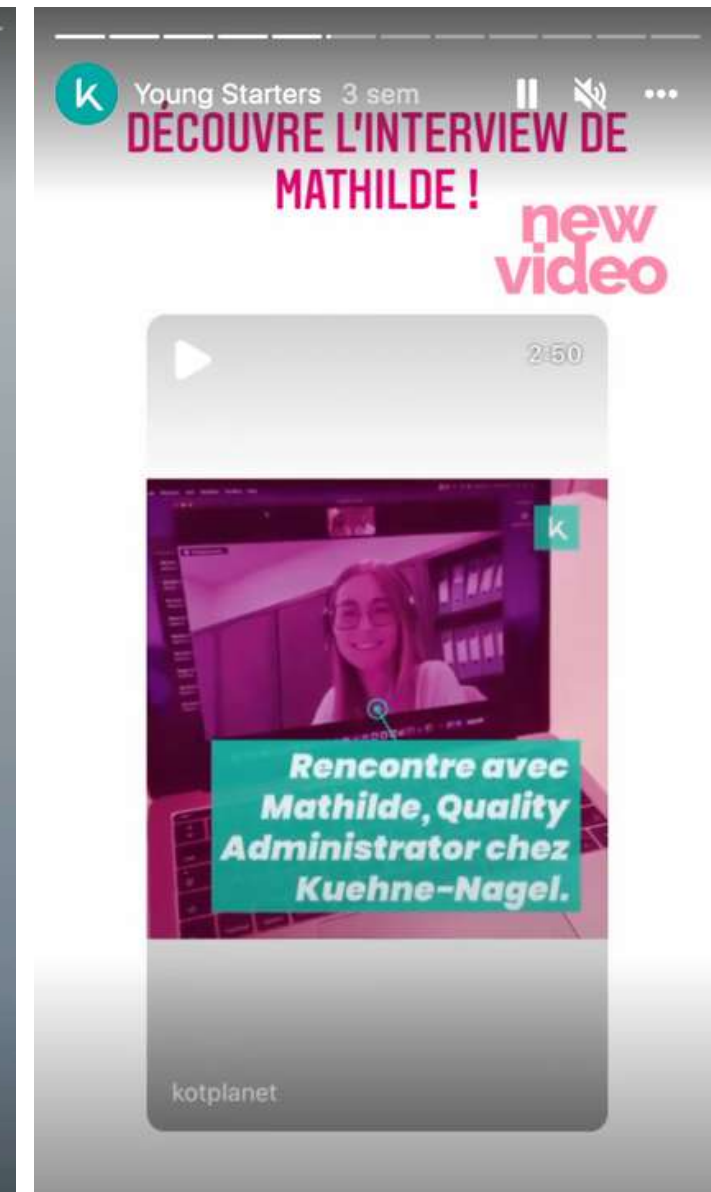 k
Young Starters 3 sem
DÉCOUVRE L'INTERVIEW DE
MATHILDE !
new
video
2:50
k
Rencontre avec
Mathilde, Quality
Administrator chez
Kuehne-Nagel.
kotplanet